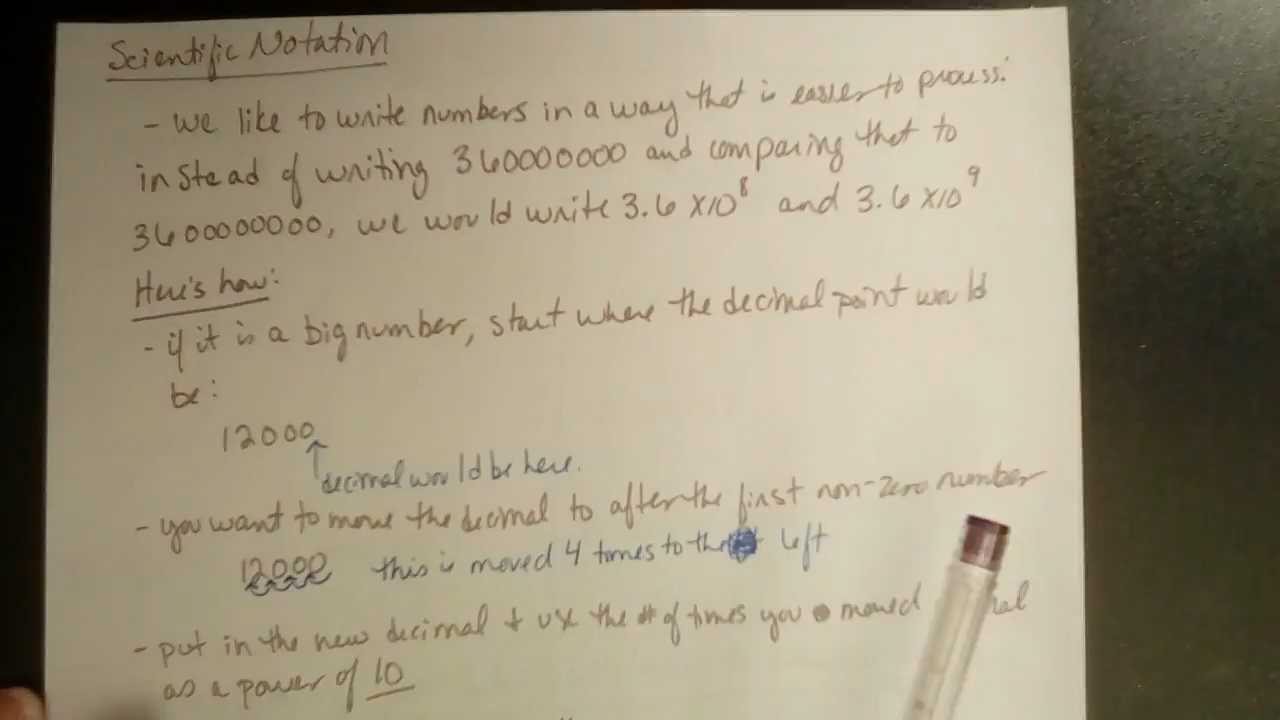 Scientific Notation
- we like to write numbers in a way that is easier to process:
instead of writing 360000000 and comparing that to
3600000000, we would write 3.6 x10⁸ and 3.6 x10⁹
Here's how:
- if it is a big number, start where the decimal point would
be:
12000
decimal would be here.
- you want to move the decimal to after the first non-zero number
12000 this is moved 4 times to the left
- put in the new decimal + use the # of times you moved
as a power of 10